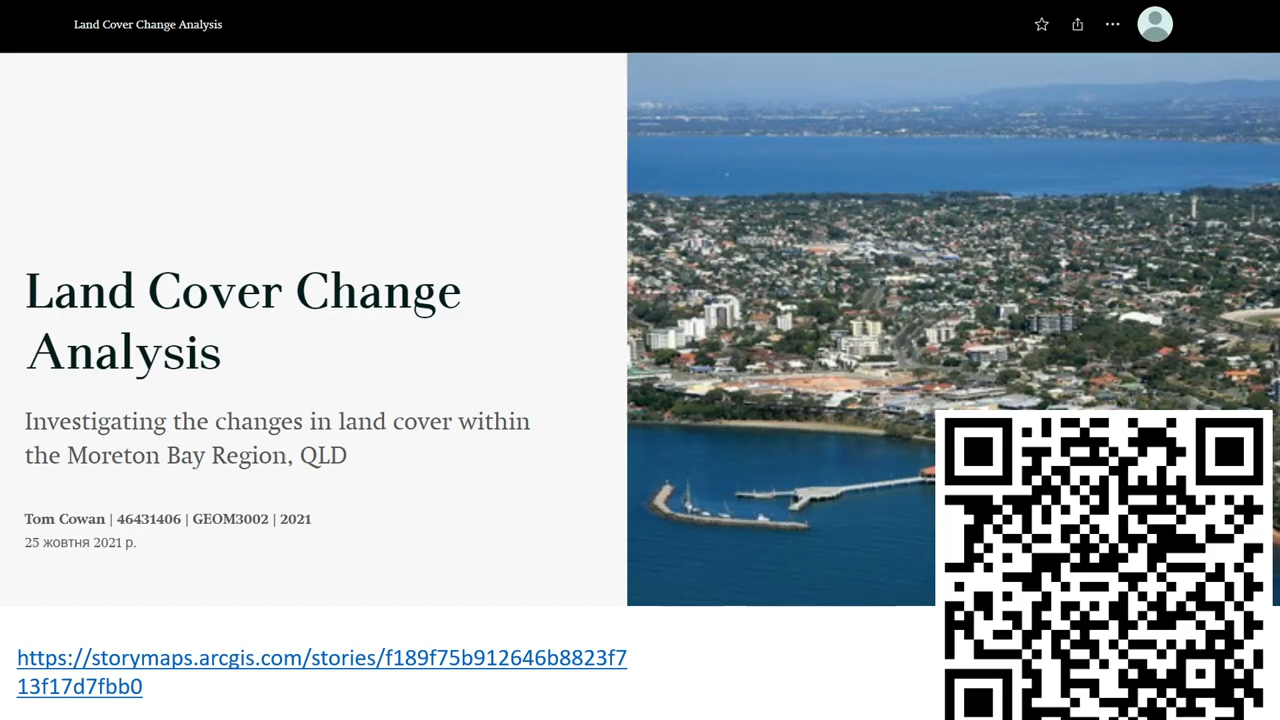 Land Cover Change Analysis
Land Cover Change
Analysis
Investigating the changes in land cover within
the Moreton Bay Region, QLD
Tom Cowan | 46431406 | GEOM3002 | 2021
25 жовтня 2021 р.
https://storymaps.arcgis.com/stories/f189f75b912646b8823f7
13f17d7fbb0